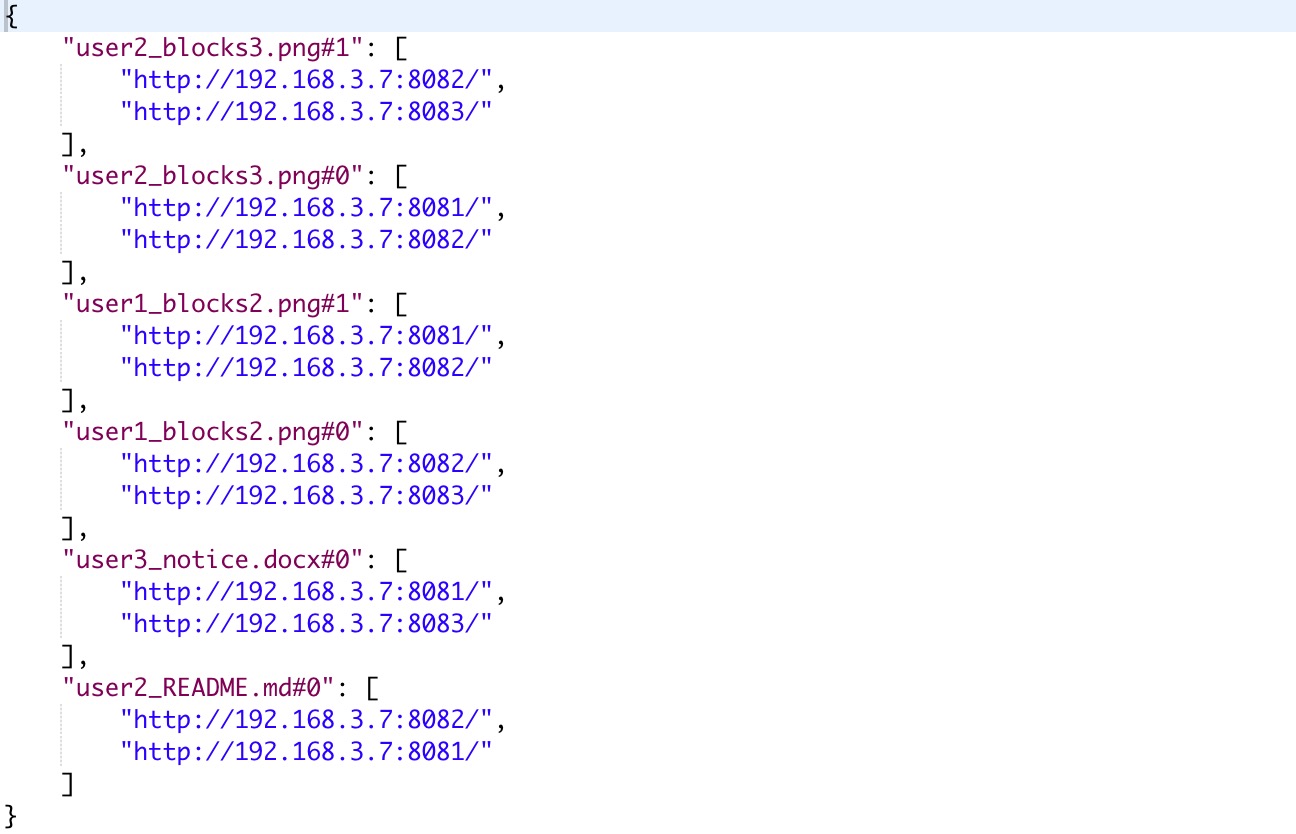 {
    "user2_blocks3.png#1": [
        "http://192.168.3.7:8082/",
        "http://192.168.3.7:8083/"
    ],
    "user2_blocks3.png#0": [
        "http://192.168.3.7:8081/",
        "http://192.168.3.7:8082/"
    ],
    "user1_blocks2.png#1": [
        "http://192.168.3.7:8081/",
        "http://192.168.3.7:8082/"
    ],
    "user1_blocks2.png#0": [
        "http://192.168.3.7:8082/",
        "http://192.168.3.7:8083/"
    ],
    "user3_notice.docx#0": [
        "http://192.168.3.7:8081/",
        "http://192.168.3.7:8083/"
    ],
    "user2_README.md#0": [
        "http://192.168.3.7:8082/",
        "http://192.168.3.7:8081/"
    ]
}